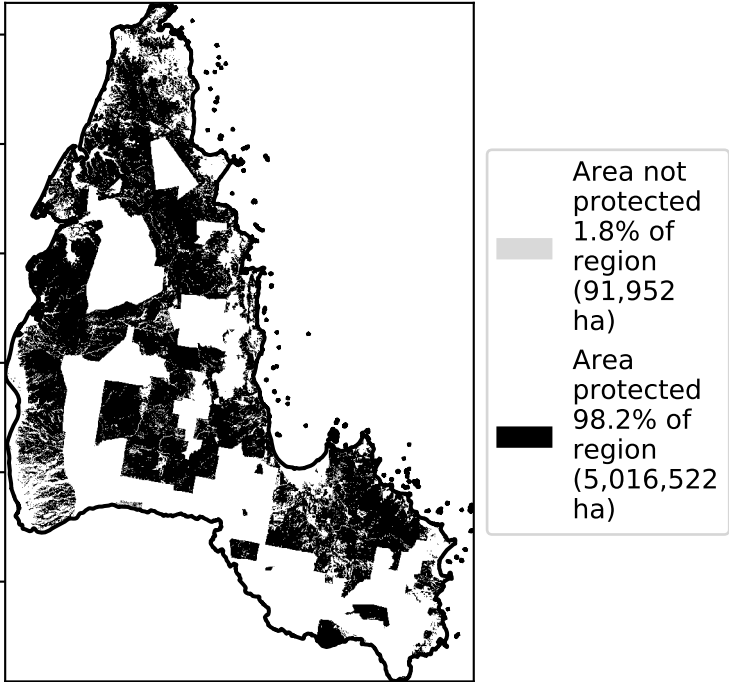 Area not
protected
1.8% of
region
(91,952
ha)
Area
protected
98.2% of
region
(5,016,522
ha)